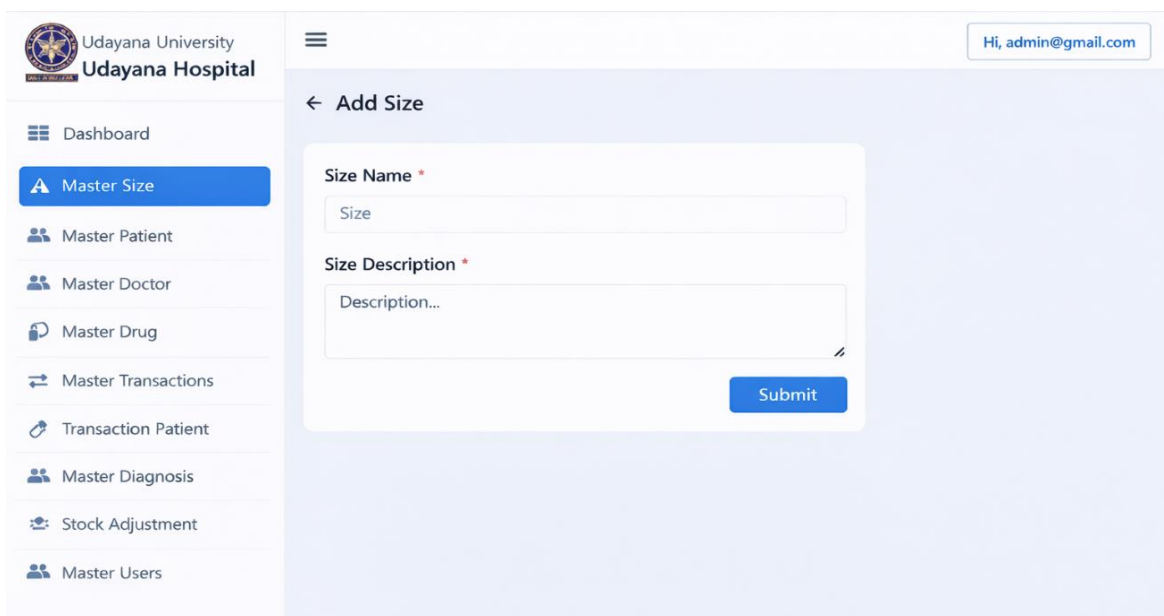 Udayana University
Udayana Hospital
Hi, admin@gmail.com
← Add Size
Dashboard
Master Size
Master Patient
Master Doctor
Master Drug
Master Transactions
Transaction Patient
Master Diagnosis
Stock Adjustment
Master Users
Size Name *
Size
Size Description *
Description...
Submit